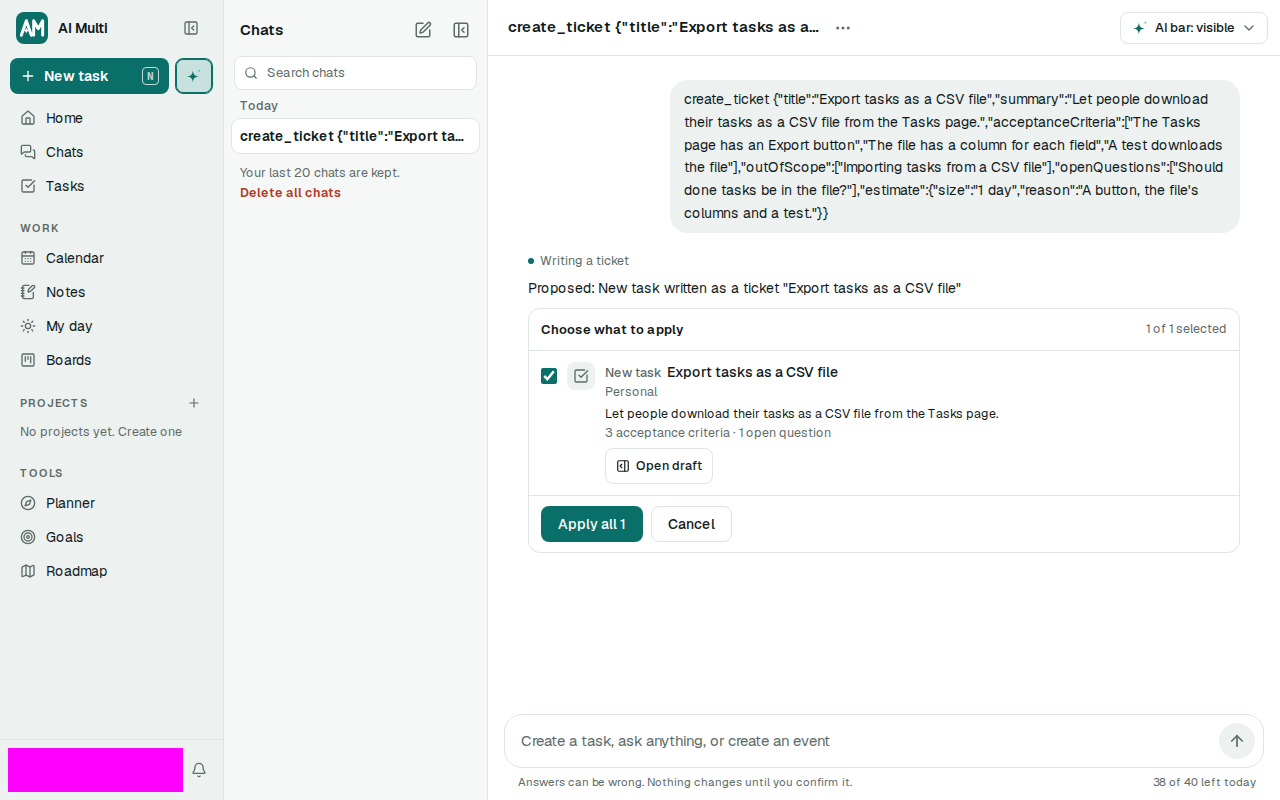 AM AI Multi
New task N
Home
Chats
Tasks
WORK
Calendar
Notes
My day
Boards
PROJECTS
No projects yet. Create one
TOOLS
Planner
Goals
Roadmap
Chats
Search chats
Today
create_ticket {"title":"Export ta...
Your last 20 chats are kept.
Delete all chats
create_ticket {"title":"Export tasks as a...
AI bar: visible
create_ticket {"title":"Export tasks as a CSV file","summary":"Let people download
their tasks as a CSV file from the Tasks page.","acceptanceCriteria":["The Tasks
page has an Export button","The file has a column for each field","A test downloads
the file"],"outOfScope":["Importing tasks from a CSV file"],"openQuestions":["Should
done tasks be in the file?"],"estimate":{"size":"1 day","reason":"A button, the file's
columns and a test."}}
Writing a ticket
Proposed: New task written as a ticket "Export tasks as a CSV file"
Choose what to apply
1 of 1 selected
New task Export tasks as a CSV file
Personal
Let people download their tasks as a CSV file from the Tasks page.
3 acceptance criteria · 1 open question
Open draft
Apply all 1
Cancel
Create a task, ask anything, or create an event
Answers can be wrong. Nothing changes until you confirm it.
38 of 40 left today